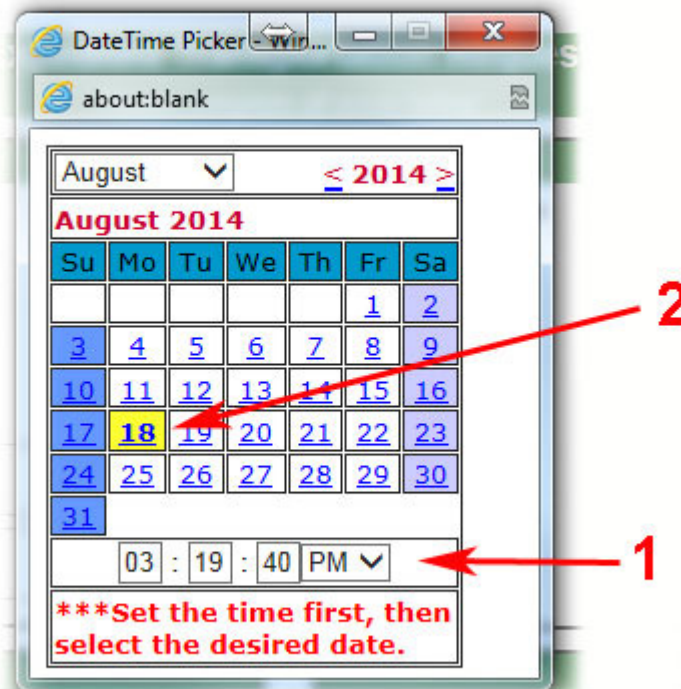 DateTime Picker - Win...
about:blank
August < 2014 >
August 2014
Su Mo Tu We Th Fr Sa
1 2
3 4 5 6 7 8 9
10 11 12 13 14 15 16
17 18 19 20 21 22 23
24 25 26 27 28 29 30
31
03 : 19 : 40 PM
***Set the time first, then
select the desired date.
2
1